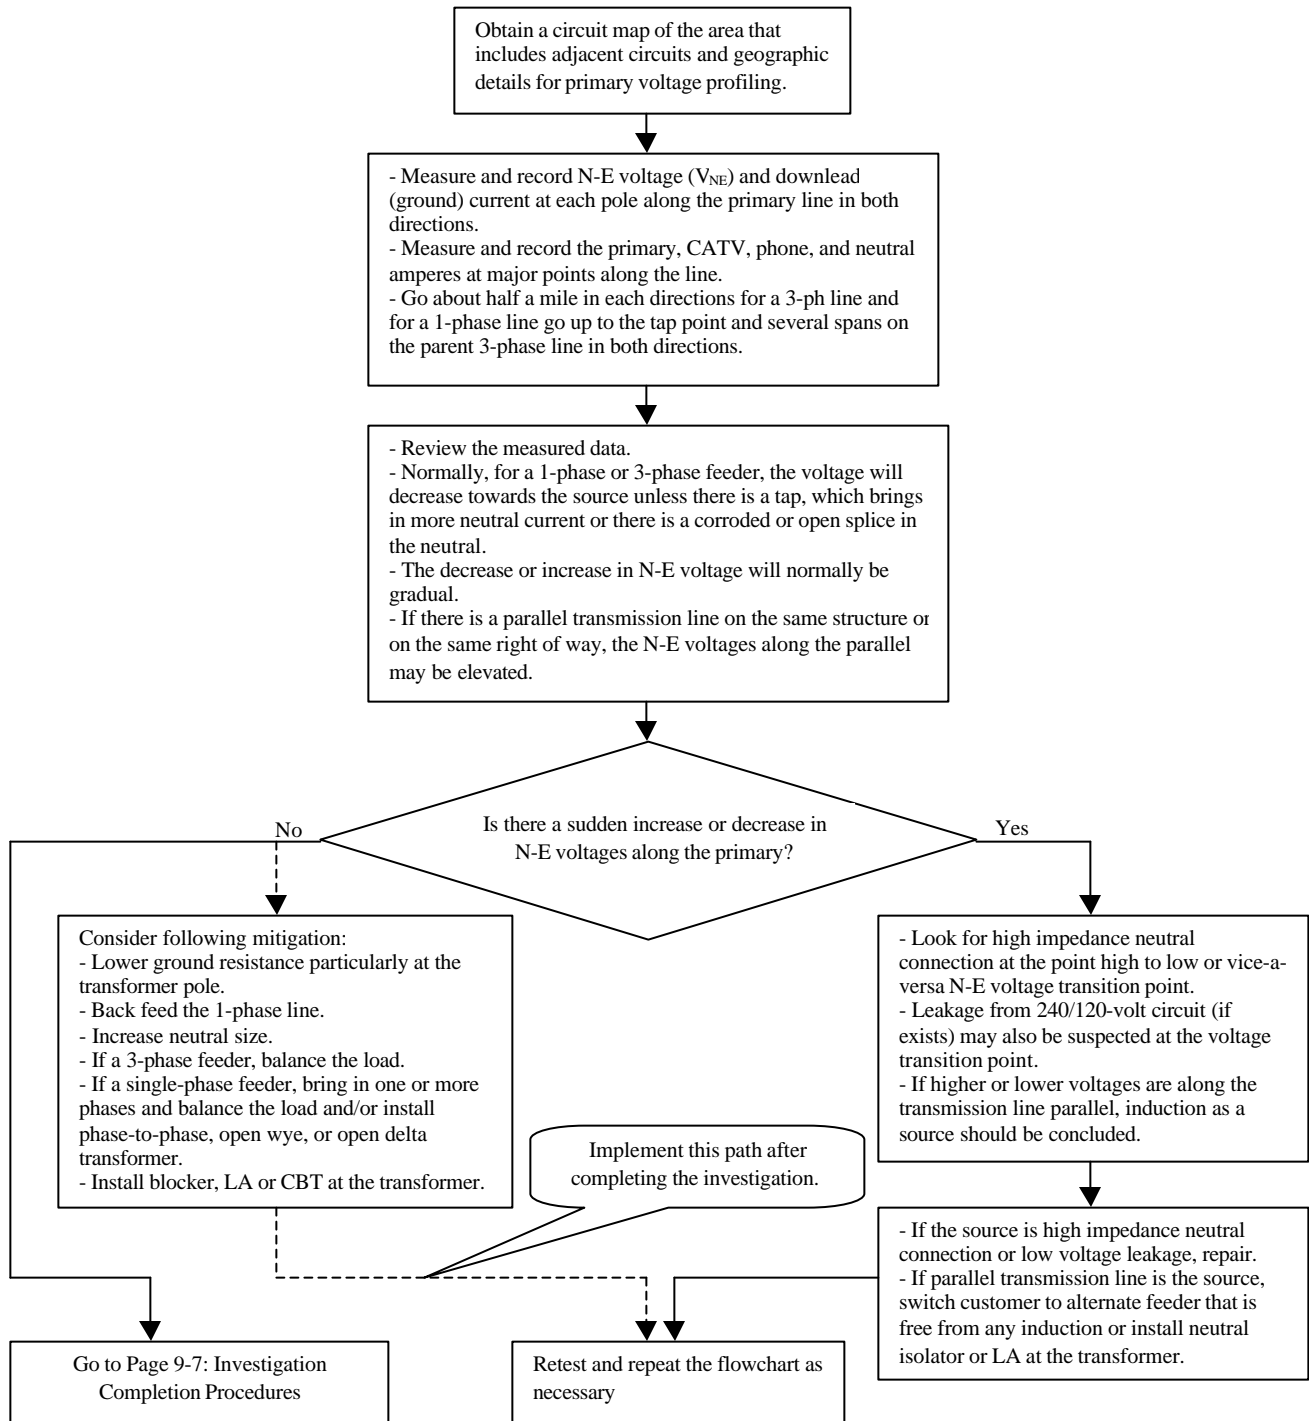 Obtain a circuit map of the area that
includes adjacent circuits and geographic
details for primary voltage profiling.
- Measure and record N-E voltage (VNE) and downlead
(ground) current at each pole along the primary line in both
directions.
- Measure and record the primary, CATV, phone, and neutral
amperes at major points along the line.
- Go about half a mile in each directions for a 3-ph line and
for a 1-phase line go up to the tap point and several spans on
the parent 3-phase line in both directions.
- Review the measured data.
- Normally, for a 1-phase or 3-phase feeder, the voltage will
decrease towards the source unless there is a tap, which brings
in more neutral current or there is a corroded or open splice in
the neutral.
- The decrease or increase in N-E voltage will normally be
gradual.
- If there is a parallel transmission line on the same structure or
on the same right of way, the N-E voltages along the parallel
may be elevated.
Is there a sudden increase or decrease in
N-E voltages along the primary?
No
Yes
Consider following mitigation:
- Lower ground resistance particularly at the
transformer pole.
- Back feed the 1-phase line.
- Increase neutral size.
- If a 3-phase feeder, balance the load.
- If a single-phase feeder, bring in one or more
phases and balance the load and/or install
phase-to-phase, open wye, or open delta
transformer.
- Install blocker, LA or CBT at the transformer.
- Look for high impedance neutral
connection at the point high to low or vice-a-
versa N-E voltage transition point.
- Leakage from 240/120-volt circuit (if
exists) may also be suspected at the voltage
transition point.
- If higher or lower voltages are along the
transmission line parallel, induction as a
source should be concluded.
Implement this path after
completing the investigation.
- If the source is high impedance neutral
connection or low voltage leakage, repair.
- If parallel transmission line is the source,
switch customer to alternate feeder that is
free from any induction or install neutral
isolator or LA at the transformer.
Go to Page 9-7: Investigation
Completion Procedures
Retest and repeat the flowchart as
necessary